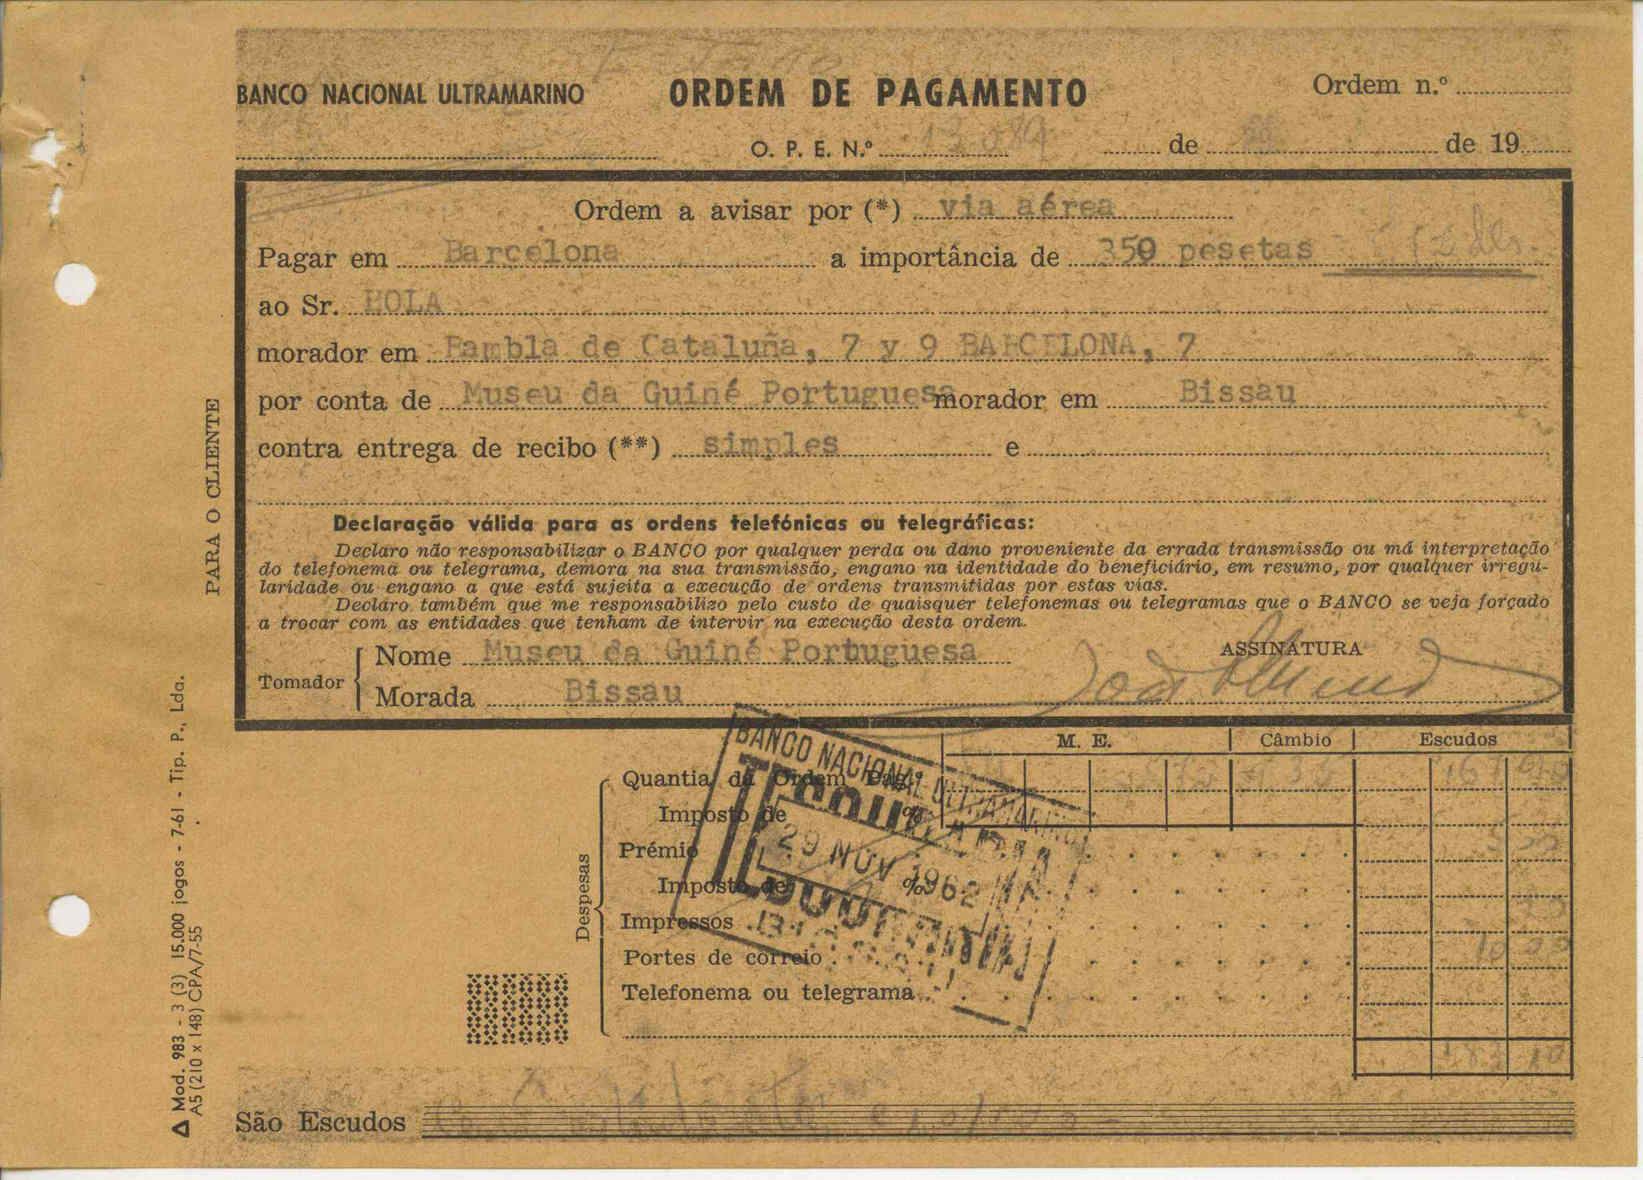 BANCO NACIONAL ULTRAMARINO ORDEM DE PAGAMENTO Ordem n.º
O. P. E. N.º de de 19
Ordem a avisar por (*) via aérea
Pagar em Barcelona a importância de 350 pesetas
ao Sr. HOLA
morador em Rambla de Cataluña, 7 y 9 BARCELONA, 7
por conta de Museu da Guiné Portuguesa morador em Bissau
contra entrega de recibo (**) simples e
Declaração válida para as ordens telefónicas ou telegráficas:
Declaro não responsabilizar o BANCO por qualquer perda ou dano proveniente da errada transmissão ou má interpretação
do telefonema ou telegrama, demora na sua transmissão, engano na identidade do beneficiário, em resumo, por qualquer irregu-
laridade ou engano a que está sujeita a execução de ordens transmitidas por estas vias.
Declaro também que me responsabilizo pelo custo de quaisquer telefonemas ou telegramas que o BANCO se veja forçado
a trocar com as entidades que tenham de intervir na execução desta ordem.
Tomador
Nome Museu da Guiné Portuguesa
ASSINATURA
Morada Bissau
M. E. Câmbio Escudos
Despesas
Quantia da Ordem Pag.º
Imposto de %
Prémio
Imposto de %
Impressos
Portes de correio
Telefonema ou telegrama
BANCO NACIONAL ULTRAMARINO
TESOURARIA
29 NOV 1962
BISSAU
São Escudos
PARA O CLIENTE
Mod. 983 - 3 (3) 15.000 jogos - 7-61 - Tip. P., Lda.
A5 (210 x 148) CPA/7-55